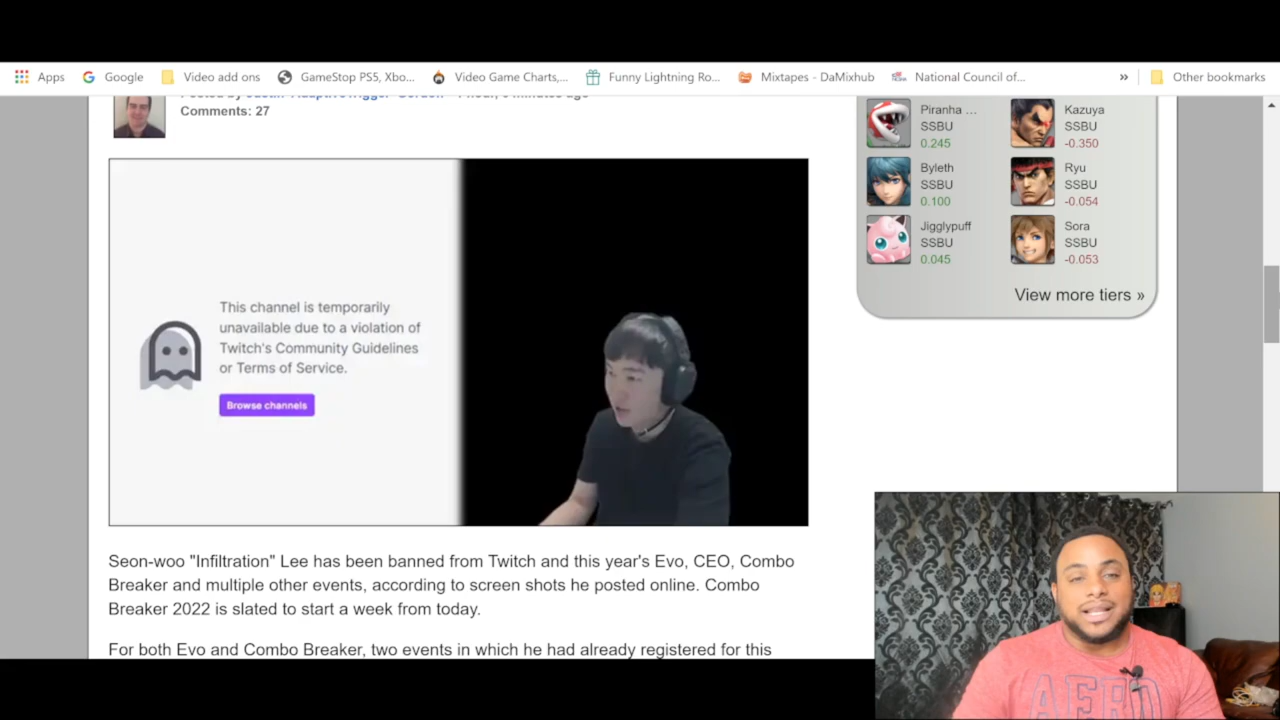 Apps
Google
Video add ons
GameStop PS5, Xbo...
Video Game Charts,...
Funny Lightning Ro...
Mixtapes - DaMixhub
National Council of...
»
Other bookmarks
Comments: 27
Piranha ...
SSBU
0.245
Kazuya
SSBU
-0.350
Byleth
SSBU
0.100
Ryu
SSBU
-0.054
Jigglypuff
SSBU
0.045
Sora
SSBU
-0.053
View more tiers »
This channel is temporarily
unavailable due to a violation of
Twitch's Community Guidelines
or Terms of Service.
Browse channels
Seon-woo "Infiltration" Lee has been banned from Twitch and this year's Evo, CEO, Combo
Breaker and multiple other events, according to screen shots he posted online. Combo
Breaker 2022 is slated to start a week from today.
For both Evo and Combo Breaker, two events in which he had already registered for this
AERO